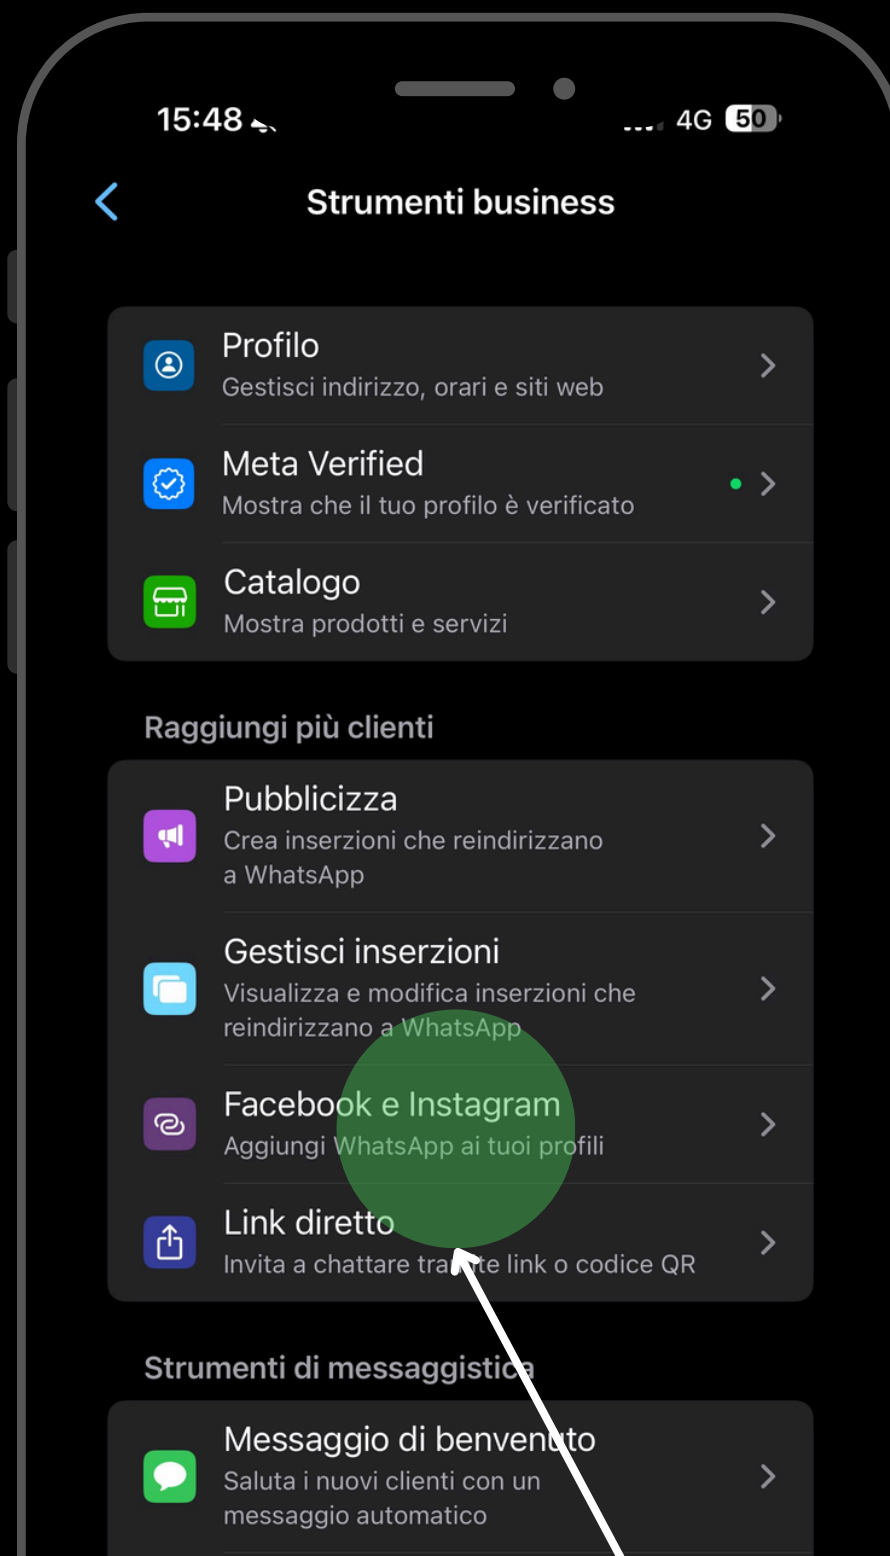 15:48
4G 50
Strumenti business
Profilo
Gestisci indirizzo, orari e siti web
Meta Verified
Mostra che il tuo profilo è verificato
Catalogo
Mostra prodotti e servizi
Raggiungi più clienti
Pubblicizza
Crea inserzioni che reindirizzano
a WhatsApp
Gestisci inserzioni
Visualizza e modifica inserzioni che
reindirizzano a WhatsApp
Facebook e Instagram
Aggiungi WhatsApp ai tuoi profili
Link diretto
Invita a chattare tramite link o codice QR
Strumenti di messaggistica
Messaggio di benvenuto
Saluta i nuovi clienti con un
messaggio automatico